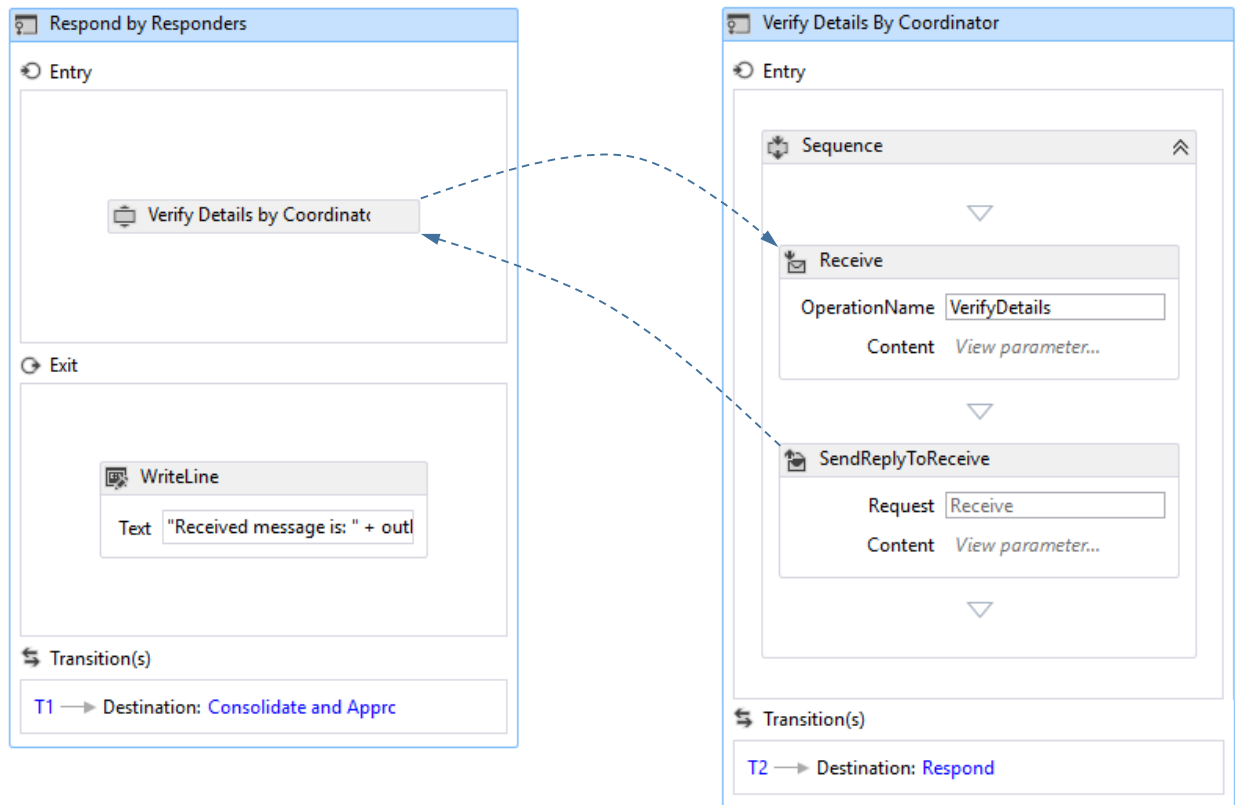 Respond by Responders
Entry
Verify Details by Coordinato
Exit
WriteLine
Text "Received message is: " + outl
Transition(s)
T1 Destination: Consolidate and Apprc
Verify Details By Coordinator
Entry
Sequence
Receive
OperationName VerifyDetails
Content View parameter...
SendReplyToReceive
Request Receive
Content View parameter...
Transition(s)
T2 Destination: Respond